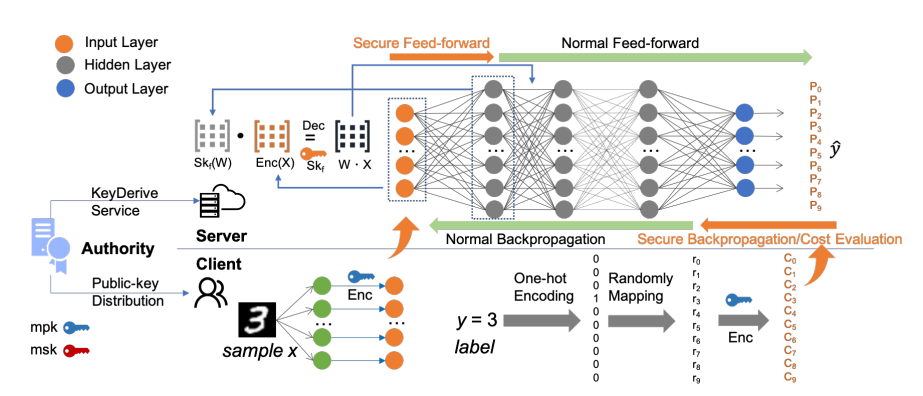 Input Layer
Hidden Layer
Output Layer
Secure Feed-forward
Normal Feed-forward
Dec
=
Sk_f
Sk_f(W)
Enc(X)
W · X
...
...
...
...
...
P_0
P_1
P_2
P_3
P_4
P_5
P_6
P_7
P_8
P_9
ŷ
KeyDerive
Service
Server
Authority
Normal Backpropagation
Secure Backpropagation/Cost Evaluation
Client
Public-key
Distribution
mpk
msk
3
sample x
Enc
...
...
y = 3
label
One-hot
Encoding
0
0
0
1
0
0
0
0
0
0
Randomly
Mapping
r_0
r_1
r_2
r_3
r_4
r_5
r_6
r_7
r_8
r_9
Enc
C_0
C_1
C_2
C_3
C_4
C_5
C_6
C_7
C_8
C_9